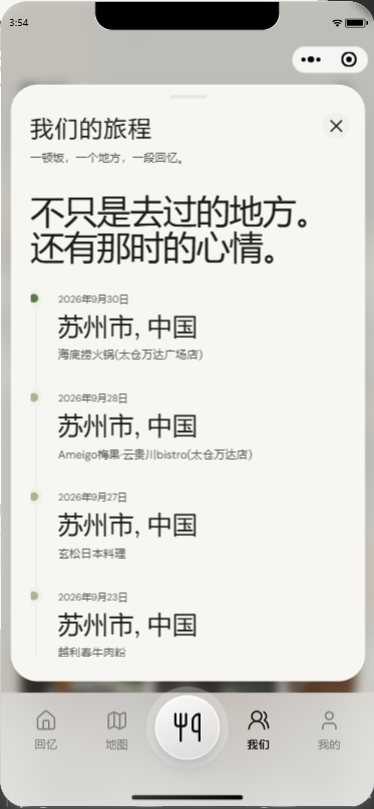 3:54
我们的旅程
一顿饭，一个地方，一段回忆。
不只是去过的地方。
还有那时的心情。
2026年9月30日
苏州市, 中国
海底捞火锅(太仓万达广场店)
2026年9月28日
苏州市, 中国
Ameigo梅果·云贵川bistro(太仓万达店)
2026年9月27日
苏州市, 中国
玄松日本料理
2026年9月23日
苏州市, 中国
越利春牛肉粉
回忆
地图
我们
我的